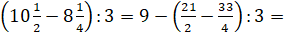 (10 1/2 − 8 1/4) : 3 = 9 − (21/2 − 33/4) : 3 =